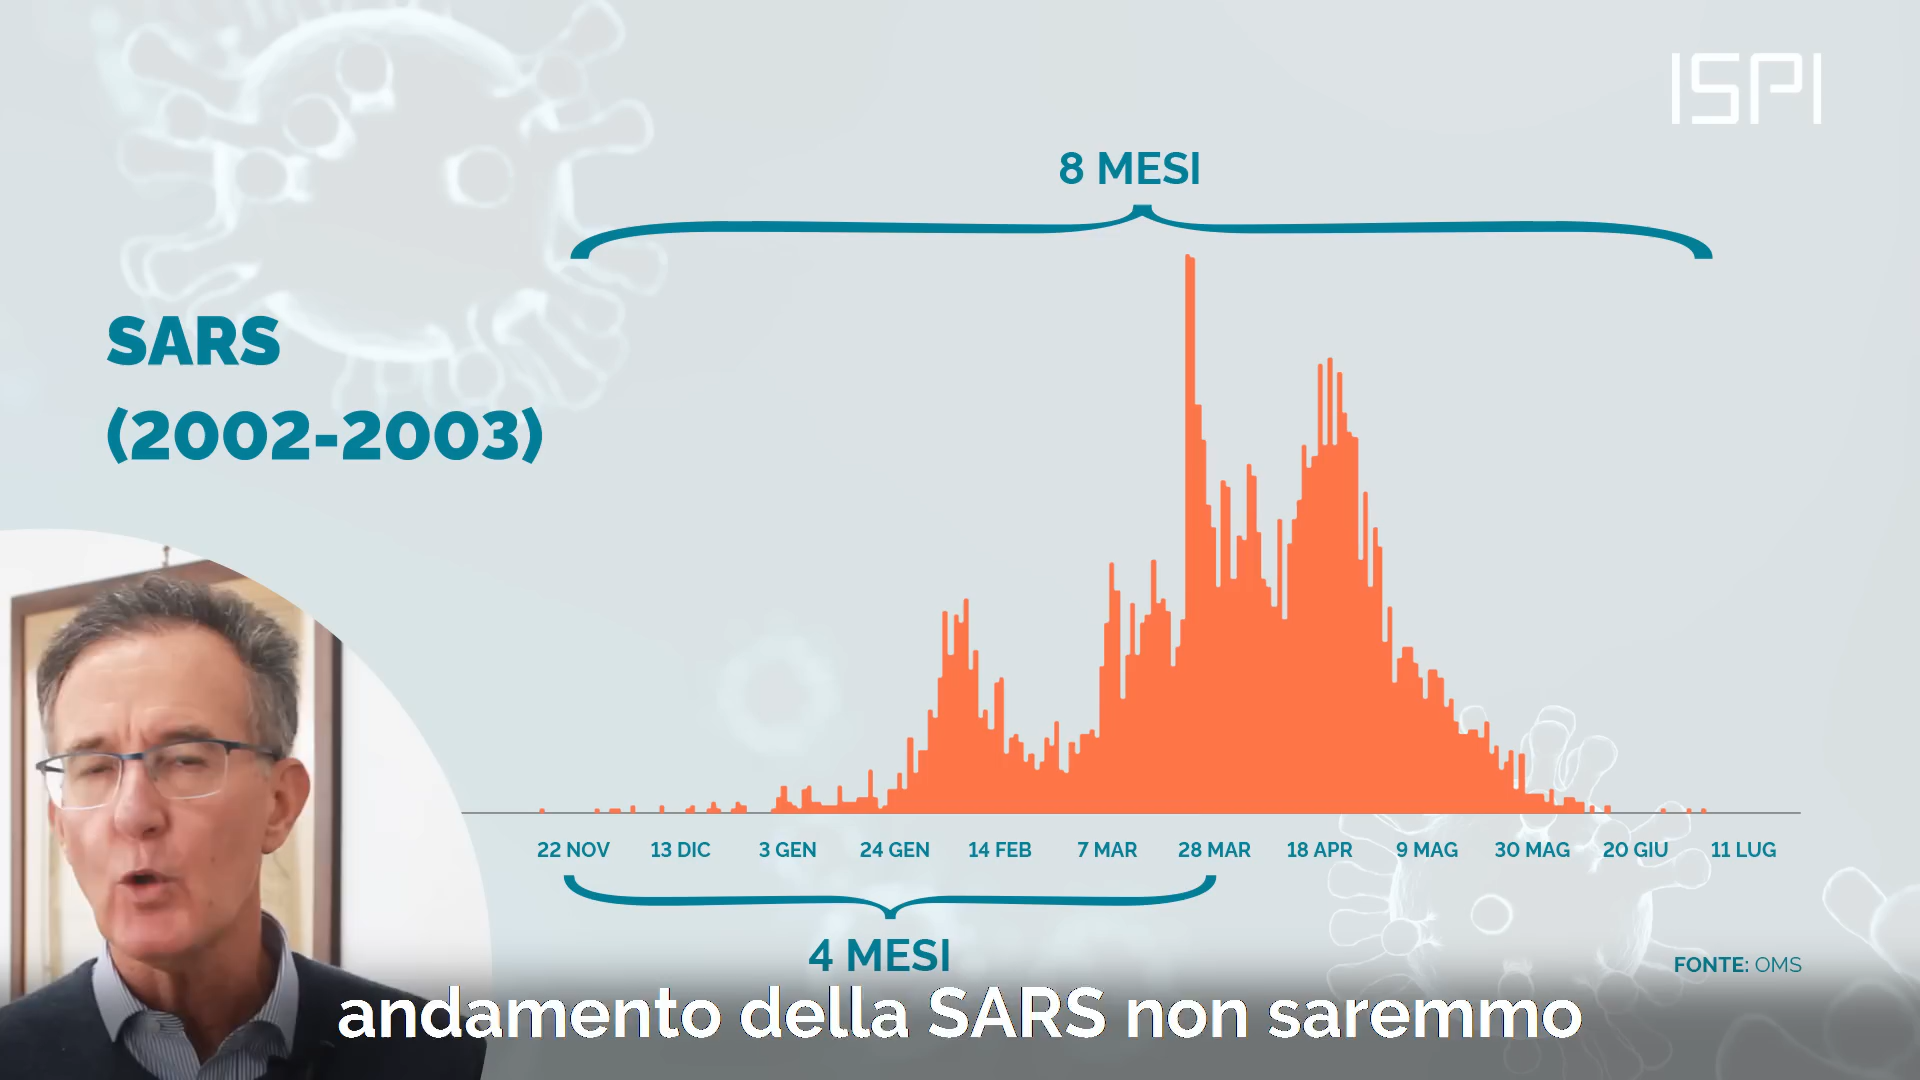 ISPI
8 MESI
SARS
(2002-2003)
22 NOV 13 DIC 3 GEN 24 GEN 14 FEB 7 MAR 28 MAR 18 APR 9 MAG 30 MAG 20 GIU 11 LUG
4 MESI
FONTE: OMS
andamento della SARS non saremmo